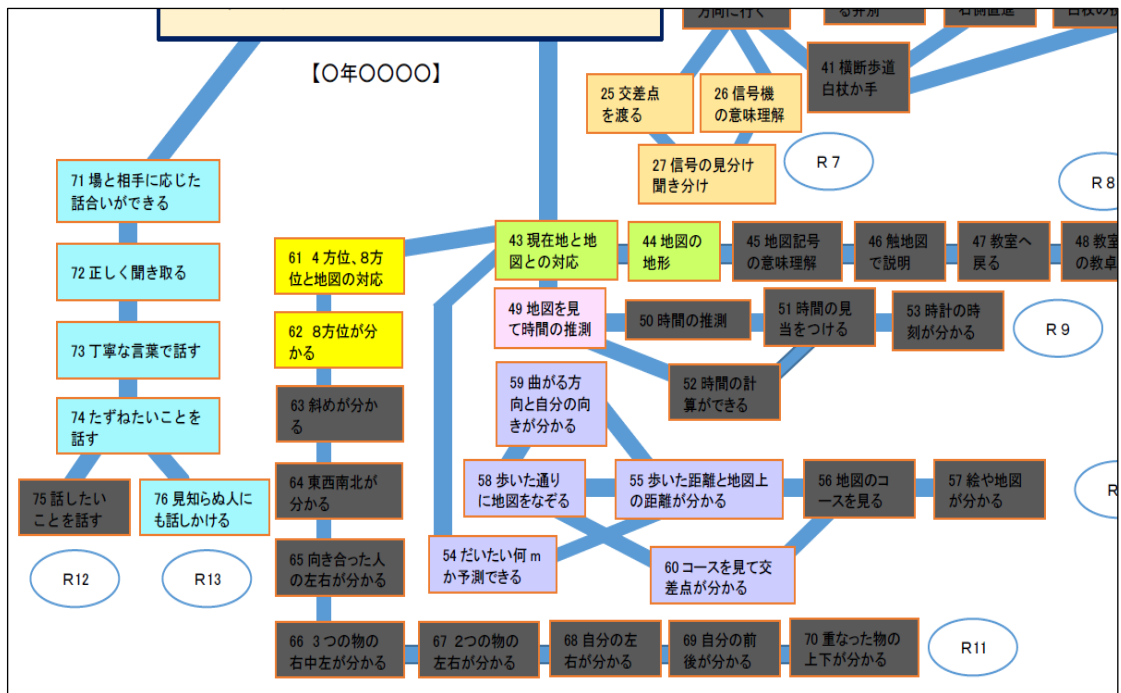 方向に行く
る弁別
右側直進
【〇年〇〇〇〇】
41 横断歩道
白杖か手
25 交差点
を渡る
26 信号機
の意味理解
27 信号の見分け
聞き分け
R 7
R 8
71 場と相手に応じた
話合いができる
72 正しく聞き取る
73 丁寧な言葉で話す
74 たずねたいことを
話す
75 話したい
ことを話す
76 見知らぬ人に
も話しかける
R12
R13
61 4方位、8方
位と地図の対応
62 8方位が分
かる
63 斜めが分か
る
64 東西南北が
分かる
65 向き合った人
の左右が分かる
66 3つの物の
右中左が分かる
67 2つの物の
左右が分かる
68 自分の左
右が分かる
69 自分の前
後が分かる
70 重なった物の
上下が分かる
R11
43 現在地と地
図との対応
44 地図の
地形
45 地図記号
の意味理解
46 触地図
で説明
47 教室へ
戻る
48 教室
の教卓
49 地図を見
て時間の推測
50 時間の推測
51 時間の見
当をつける
53 時計の時
刻が分かる
R 9
52 時間の計
算ができる
59 曲がる方
向と自分の向
きが分かる
58 歩いた通り
に地図をなぞる
55 歩いた距離と地図上
の距離が分かる
56 地図のコ
ースを見る
57 絵や地図
が分かる
R
54 だいたい何m
か予測できる
60 コースを見て交
差点が分かる